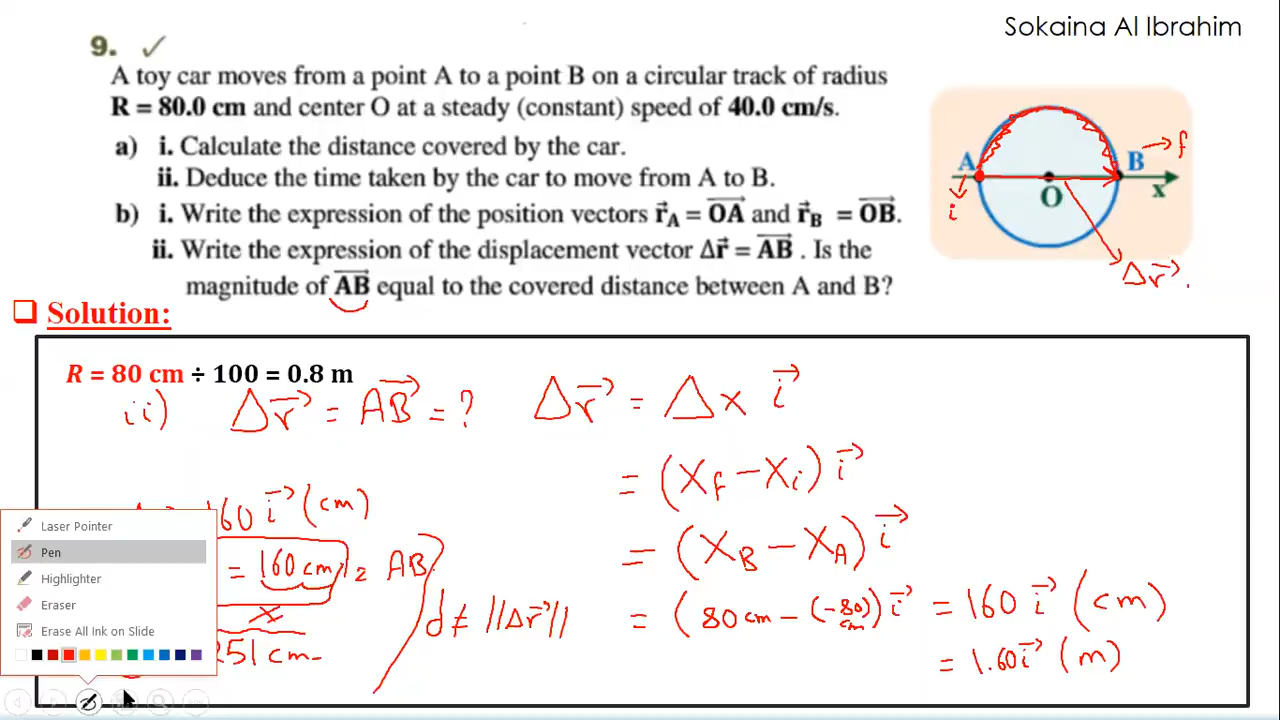 Sokaina Al Ibrahim
9. ✓
A toy car moves from a point A to a point B on a circular track of radius
R = 80.0 cm and center O at a steady (constant) speed of 40.0 cm/s.
a) i. Calculate the distance covered by the car.
ii. Deduce the time taken by the car to move from A to B.
b) i. Write the expression of the position vectors r⃗A = O͞A⃗ and r⃗B = O͞B⃗.
ii. Write the expression of the displacement vector Δr⃗ = A͞B⃗ . Is the
magnitude of A͞B⃗ equal to the covered distance between A and B?
A B → f
i O x
Δr⃗
❑ Solution:
R = 80 cm ÷ 100 = 0.8 m
ii) Δr⃗ = AB⃗ = ? Δr⃗ = Δx i⃗
= (Xf − Xi) i⃗
160 i⃗ (cm)
= (XB − XA) i⃗
= 160 cm = AB
d ≠ ||Δr⃗|| = (80 cm − (−80) cm) i⃗ = 160 i⃗ (cm)
251 cm = 1.60 i⃗ (m)
Laser Pointer
Pen
Highlighter
Eraser
Erase All Ink on Slide